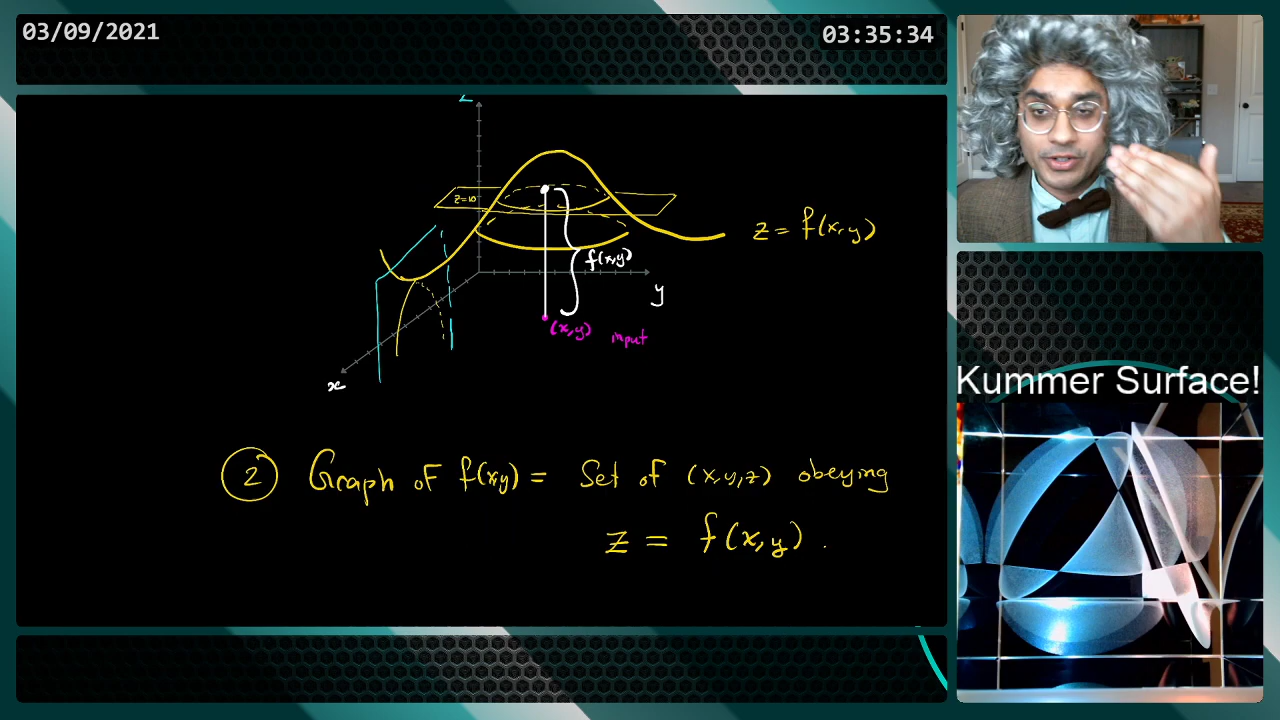 03/09/2021
03:35:34
z
z=10
z = f(x,y)
f(x,y)
y
(x,y) input
x
Kummer Surface!
2 Graph of f(x,y) = Set of (x,y,z) obeying
z = f(x,y).